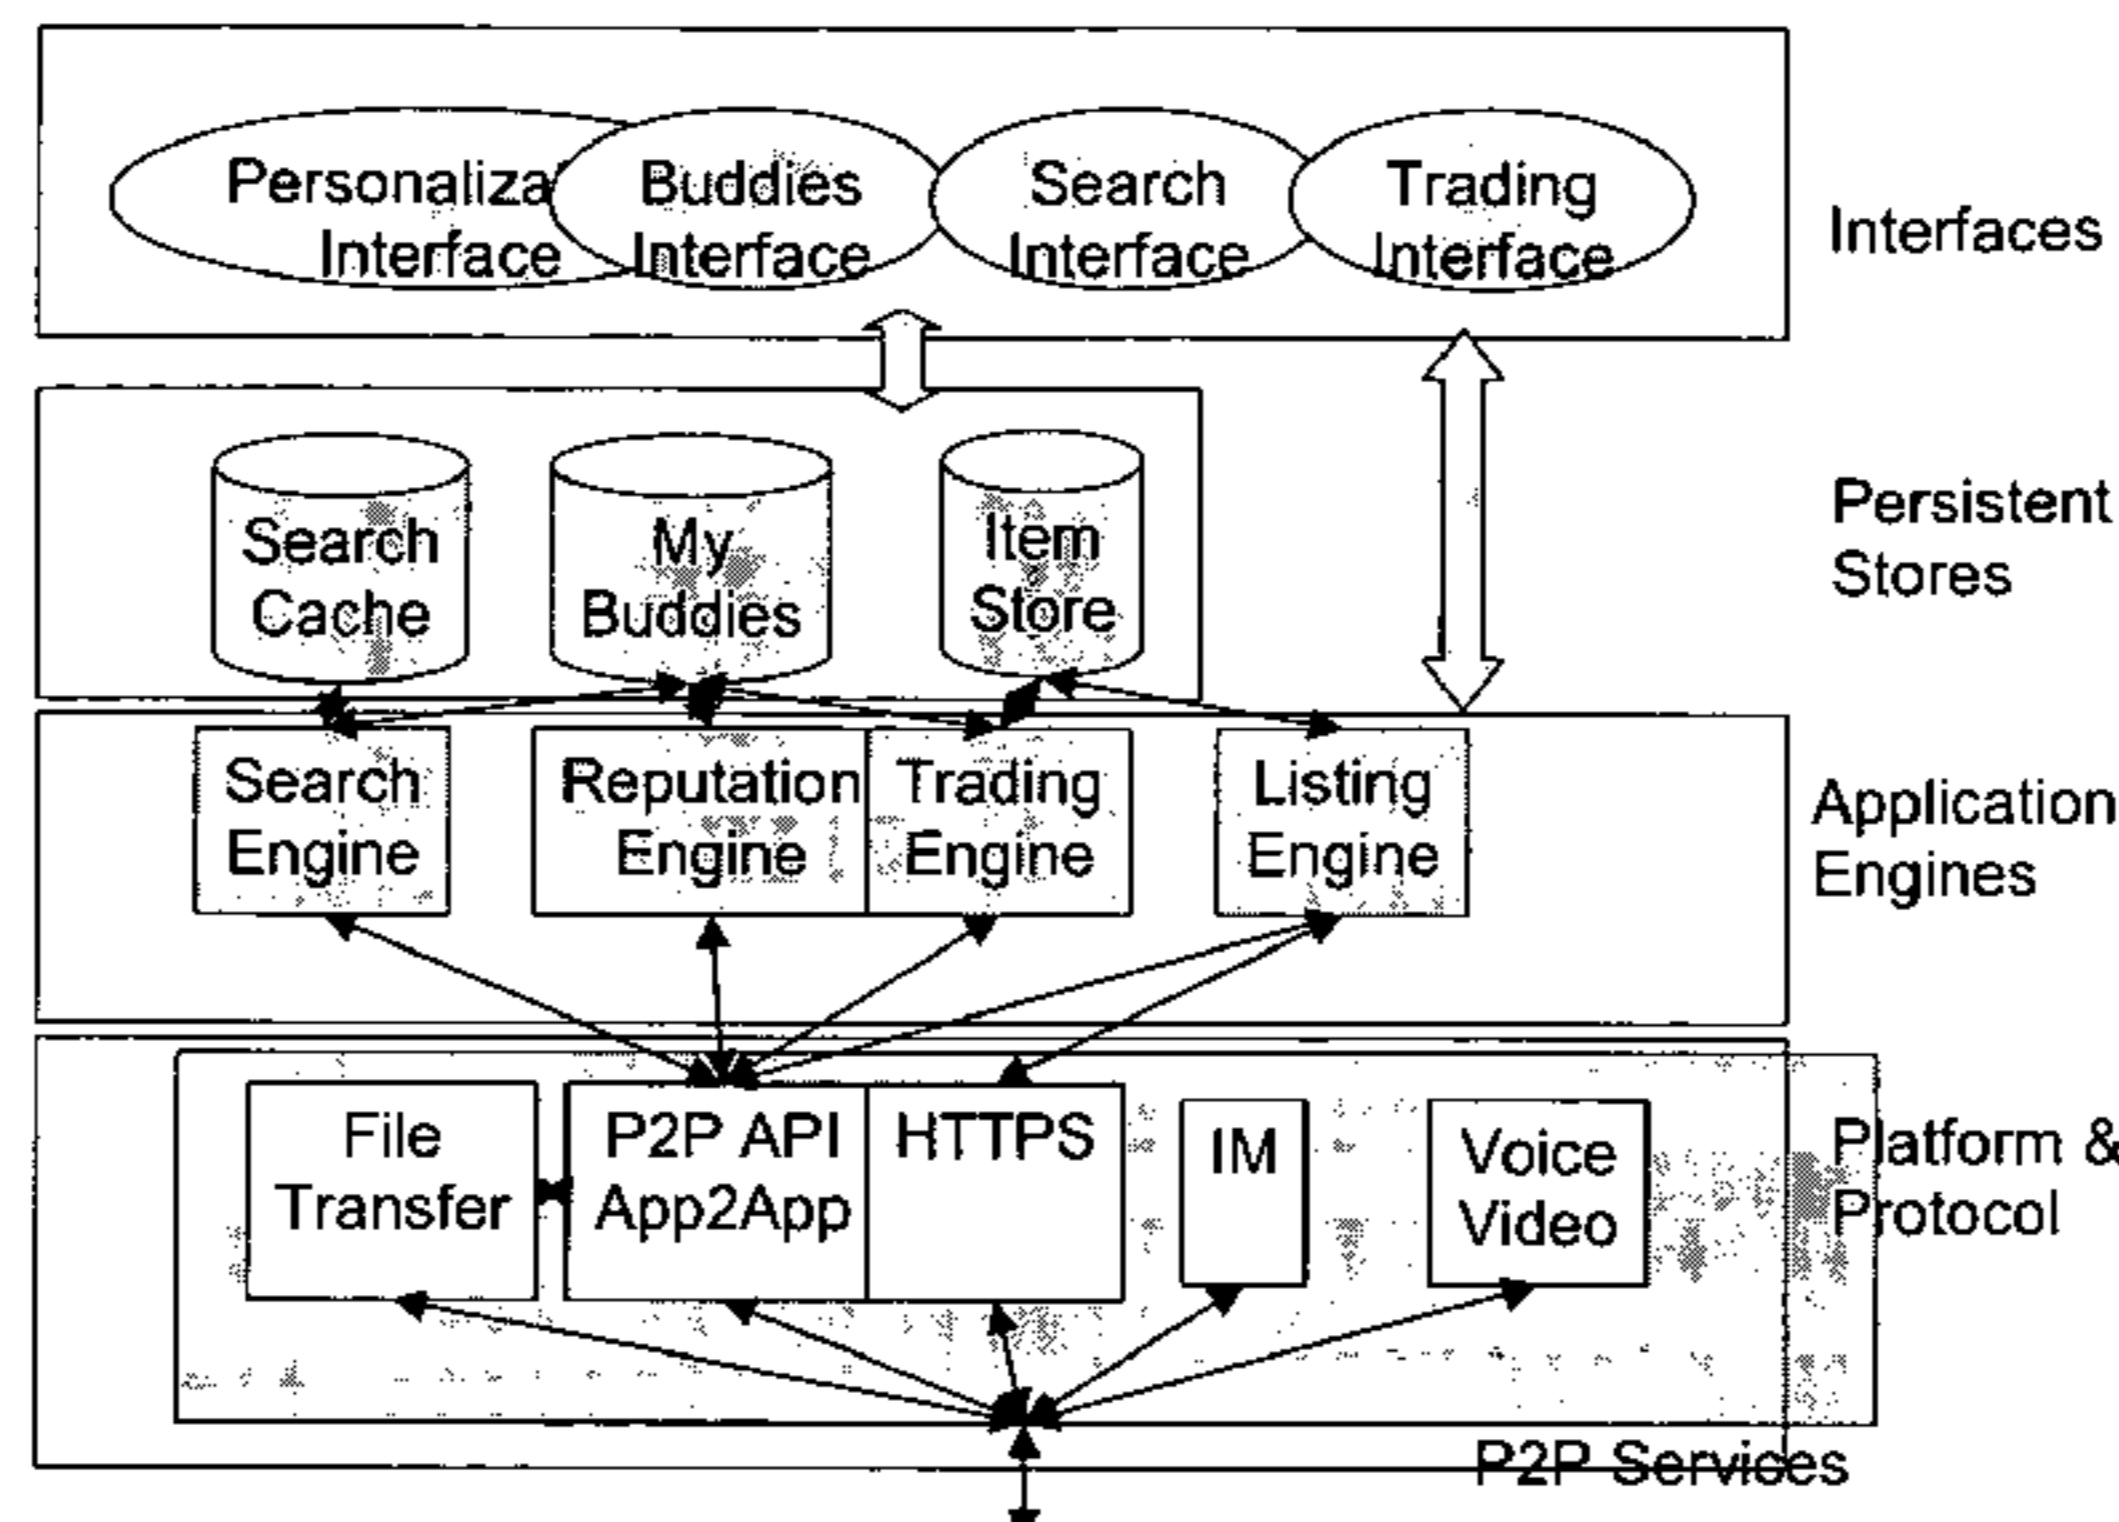 Personaliza
Interface
Buddies
Interface
Search
Interface
Trading
Interface
Interfaces
Search
Cache
My
Buddies
Item
Store
Persistent
Stores
Search
Engine
Reputation
Engine
Trading
Engine
Listing
Engine
Application
Engines
File
Transfer
P2P API
App2App
HTTPS
IM
Voice
Video
Platform &
Protocol
P2P Services